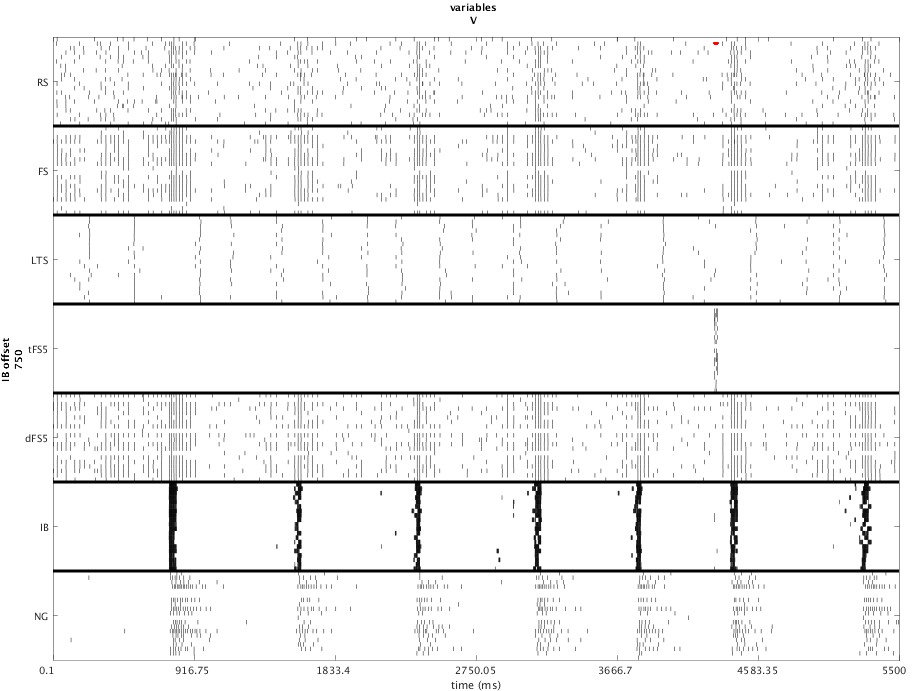 variables
V
RS
FS
LTS
tFS5
dFS5
IB
NG
IB offset
750
0.1
916.75
1833.4
2750.05
3666.7
4583.35
5500
time (ms)